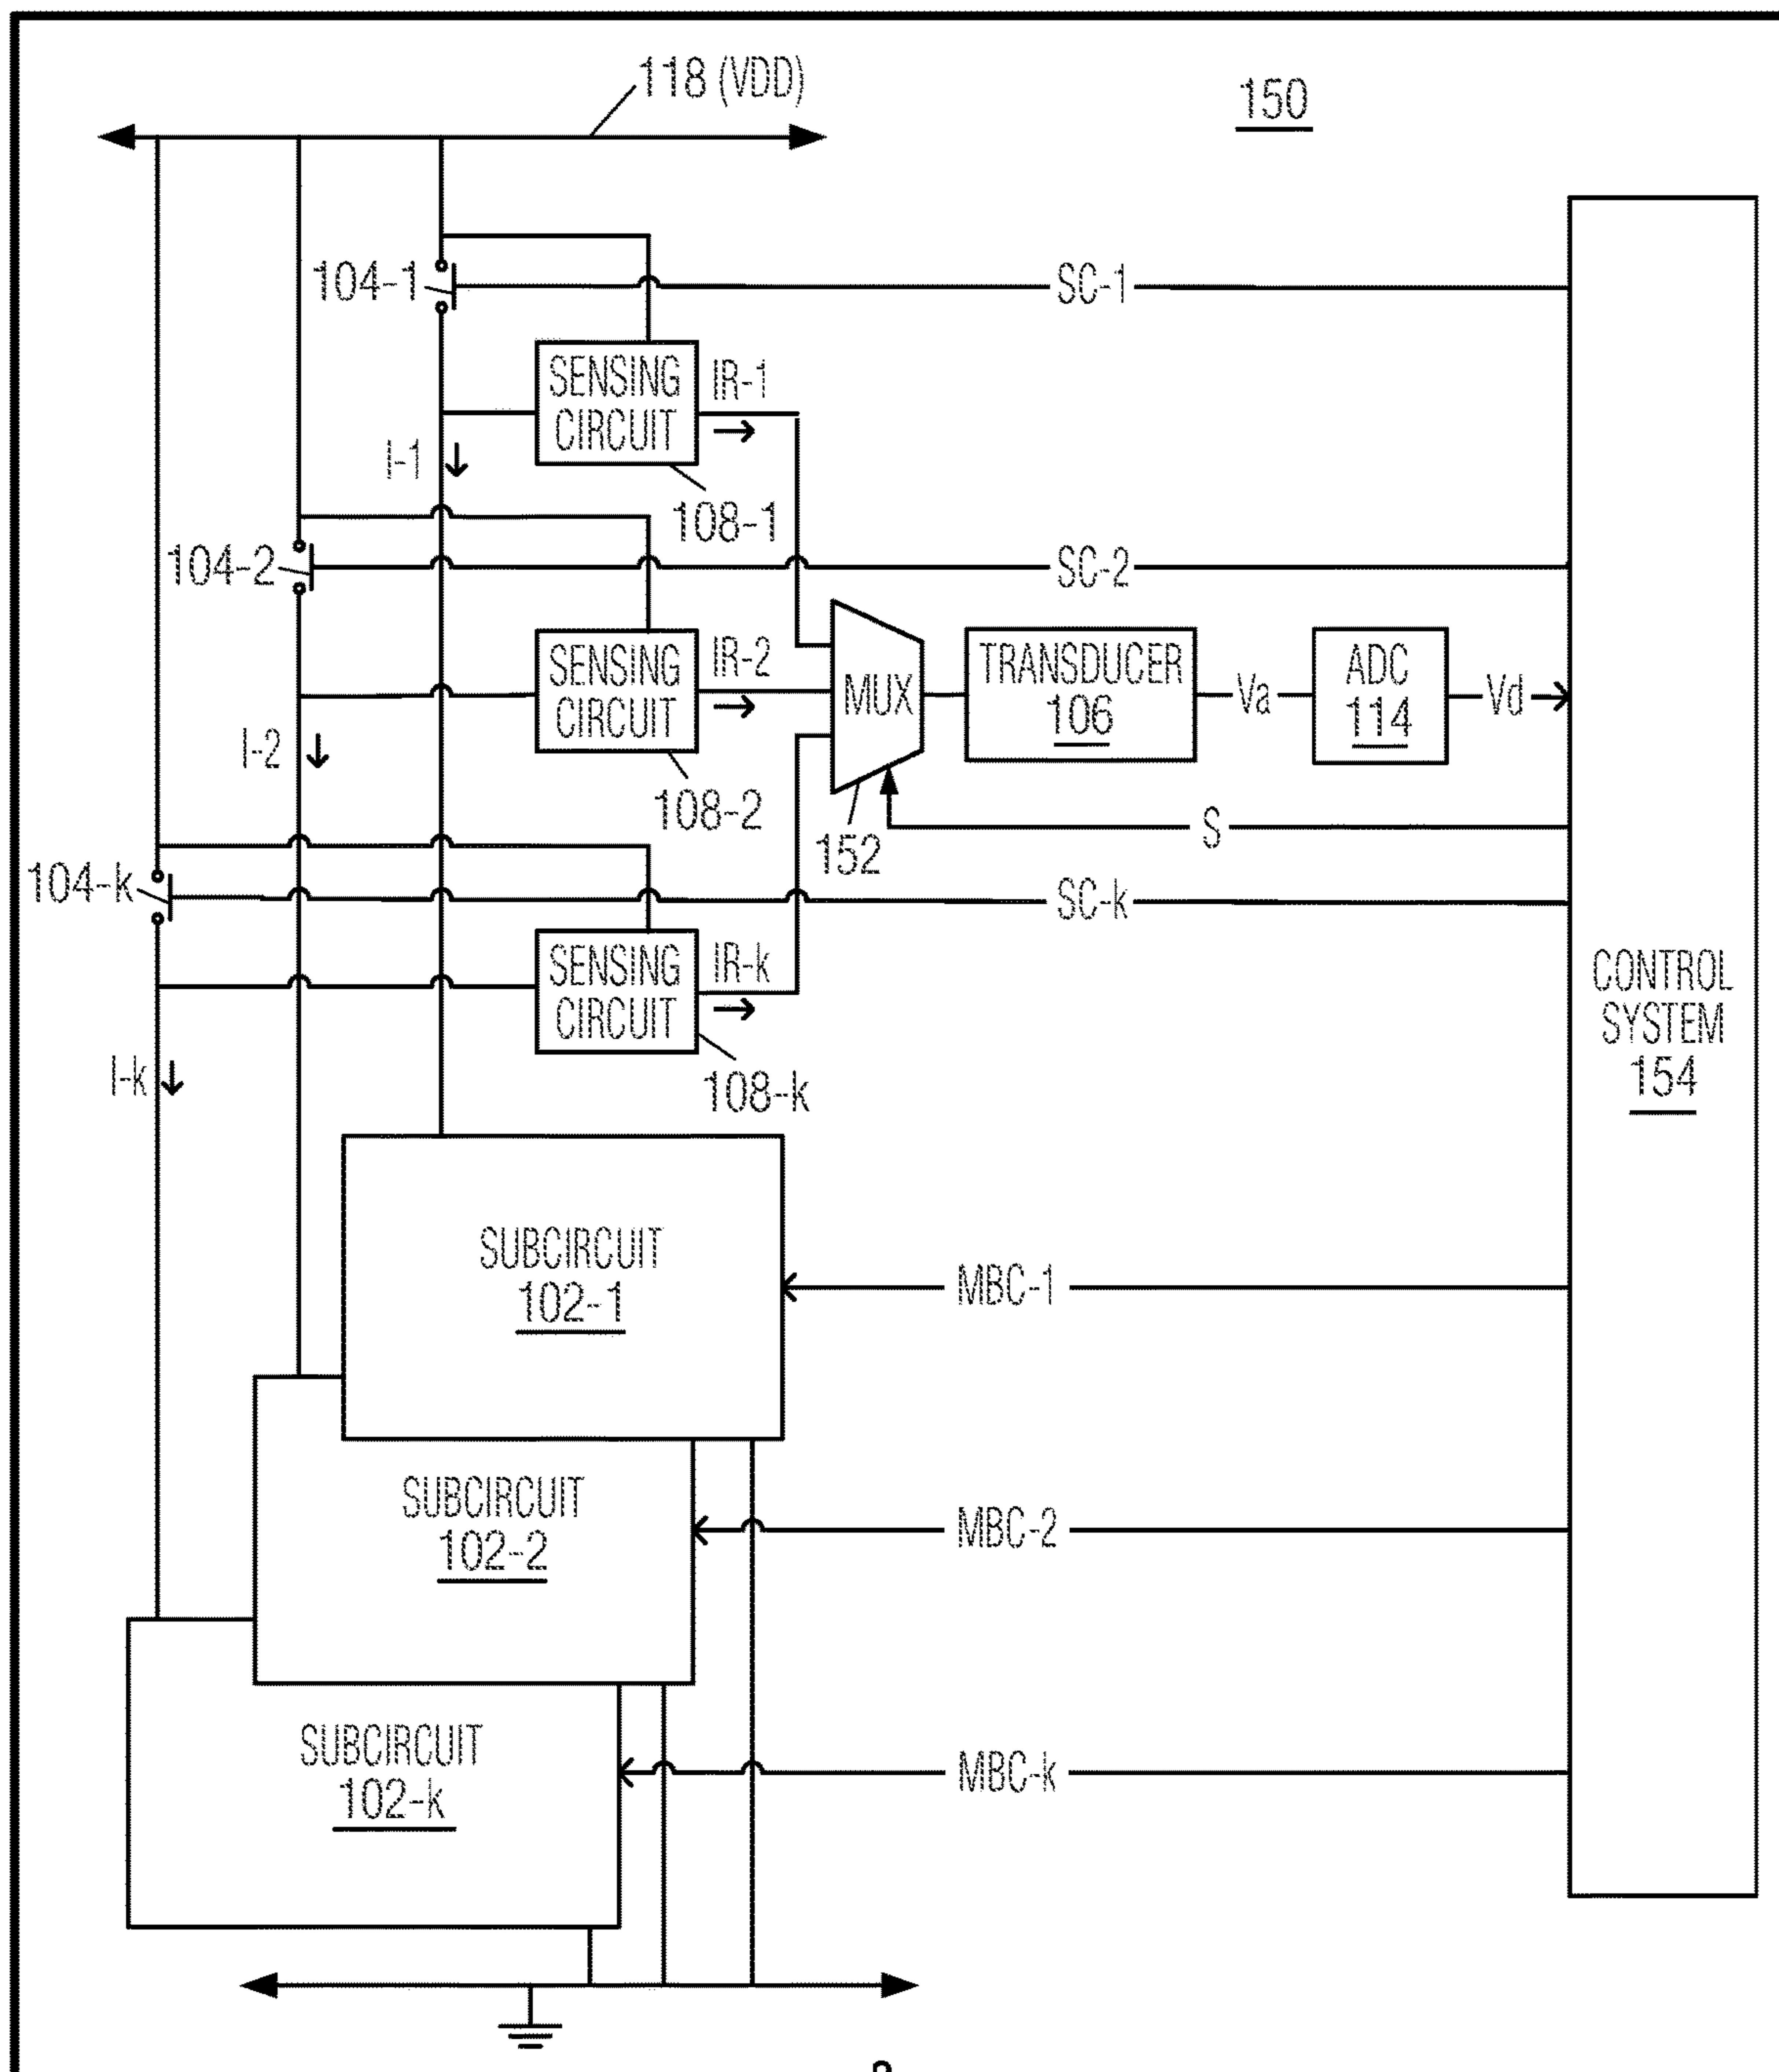 118 (VDD)
150
104-1
SC-1
SENSING
CIRCUIT
IR-1
I-1
108-1
104-2
SC-2
SENSING
CIRCUIT
IR-2
MUX
TRANSDUCER
106
Va
ADC
114
Vd
I-2
108-2
152
S
104-k
SC-k
SENSING
CIRCUIT
IR-k
CONTROL
SYSTEM
154
I-k
108-k
SUBCIRCUIT
102-1
MBC-1
SUBCIRCUIT
102-2
MBC-2
SUBCIRCUIT
102-k
MBC-k